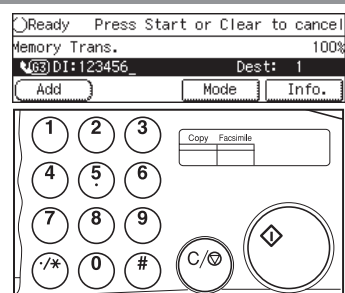 Ready Press Start or Clear to cancel
Memory Trans. 100%
G3 DI:123456_ Dest: 1
Add Mode Info.
1 2 3
Copy Facsimile
4 5 6
7 8 9
·/* 0 # C/